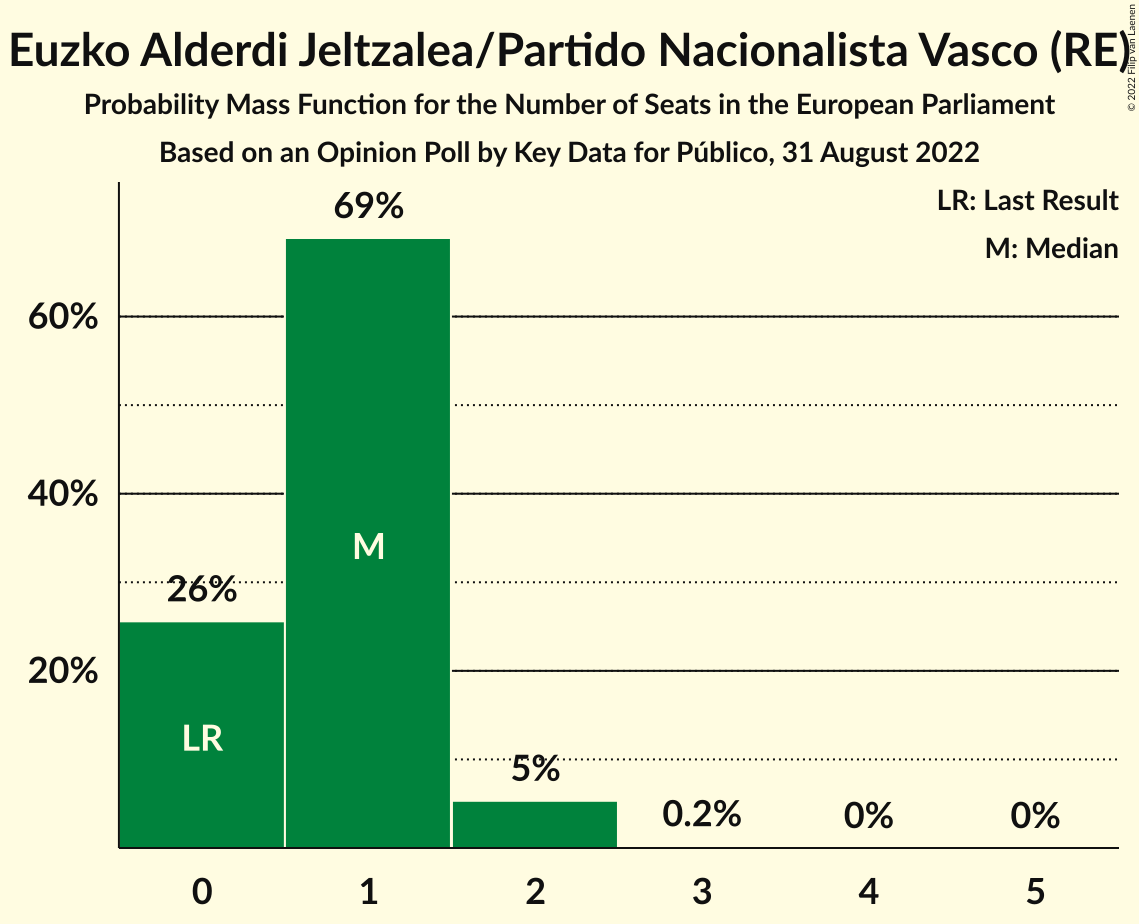 Euzko Alderdi Jeltzalea/Partido Nacionalista Vasco (RE)
© 2022 Filip van Laenen
Probability Mass Function for the Number of Seats in the European Parliament
Based on an Opinion Poll by Key Data for Público, 31 August 2022
LR: Last Result
M: Median
69%
60%
40%
M
26%
20%
LR
5%
0.2%
0%
0%
0
1
2
3
4
5